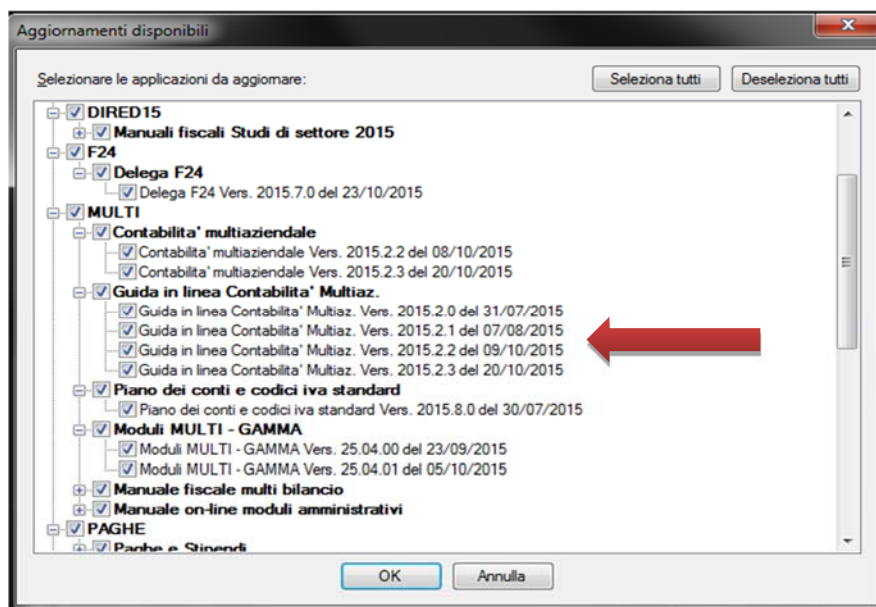 Aggiornamenti disponibili
Selezionare le applicazioni da aggiornare:
Seleziona tutti
Deseleziona tutti
DIRED15
Manuali fiscali Studi di settore 2015
F24
Delega F24
Delega F24 Vers. 2015.7.0 del 23/10/2015
MULTI
Contabilita' multiaziendale
Contabilita' multiaziendale Vers. 2015.2.2 del 08/10/2015
Contabilita' multiaziendale Vers. 2015.2.3 del 20/10/2015
Guida in linea Contabilita' Multiaz.
Guida in linea Contabilita' Multiaz. Vers. 2015.2.0 del 31/07/2015
Guida in linea Contabilita' Multiaz. Vers. 2015.2.1 del 07/08/2015
Guida in linea Contabilita' Multiaz. Vers. 2015.2.2 del 09/10/2015
Guida in linea Contabilita' Multiaz. Vers. 2015.2.3 del 20/10/2015
Piano dei conti e codici iva standard
Piano dei conti e codici iva standard Vers. 2015.8.0 del 30/07/2015
Moduli MULTI - GAMMA
Moduli MULTI - GAMMA Vers. 25.04.00 del 23/09/2015
Moduli MULTI - GAMMA Vers. 25.04.01 del 05/10/2015
Manuale fiscale multi bilancio
Manuale on-line moduli amministrativi
PAGHE
Paghe e Stipendi
OK
Annulla